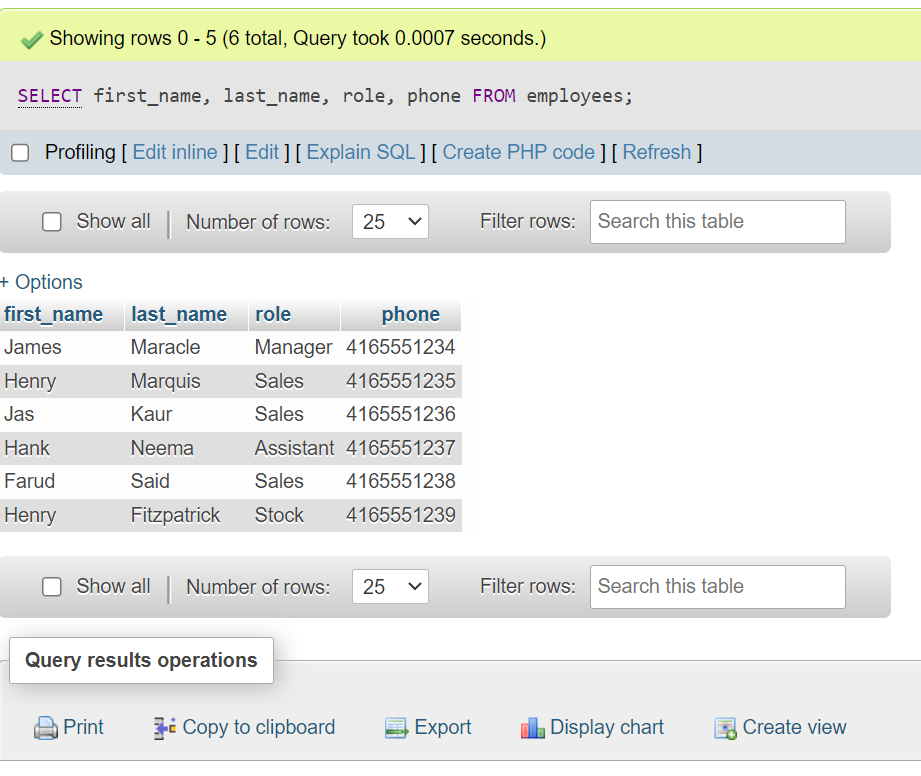 Showing rows 0 - 5 (6 total, Query took 0.0007 seconds.)
SELECT first_name, last_name, role, phone FROM employees;
Profiling [ Edit inline ] [ Edit ] [ Explain SQL ] [ Create PHP code ] [ Refresh ]
Show all | Number of rows: 25 Filter rows: Search this table
+ Options
first_name last_name role phone
James Maracle Manager 4165551234
Henry Marquis Sales 4165551235
Jas Kaur Sales 4165551236
Hank Neema Assistant 4165551237
Farud Said Sales 4165551238
Henry Fitzpatrick Stock 4165551239
Show all | Number of rows: 25 Filter rows: Search this table
Query results operations
Print Copy to clipboard Export Display chart Create view